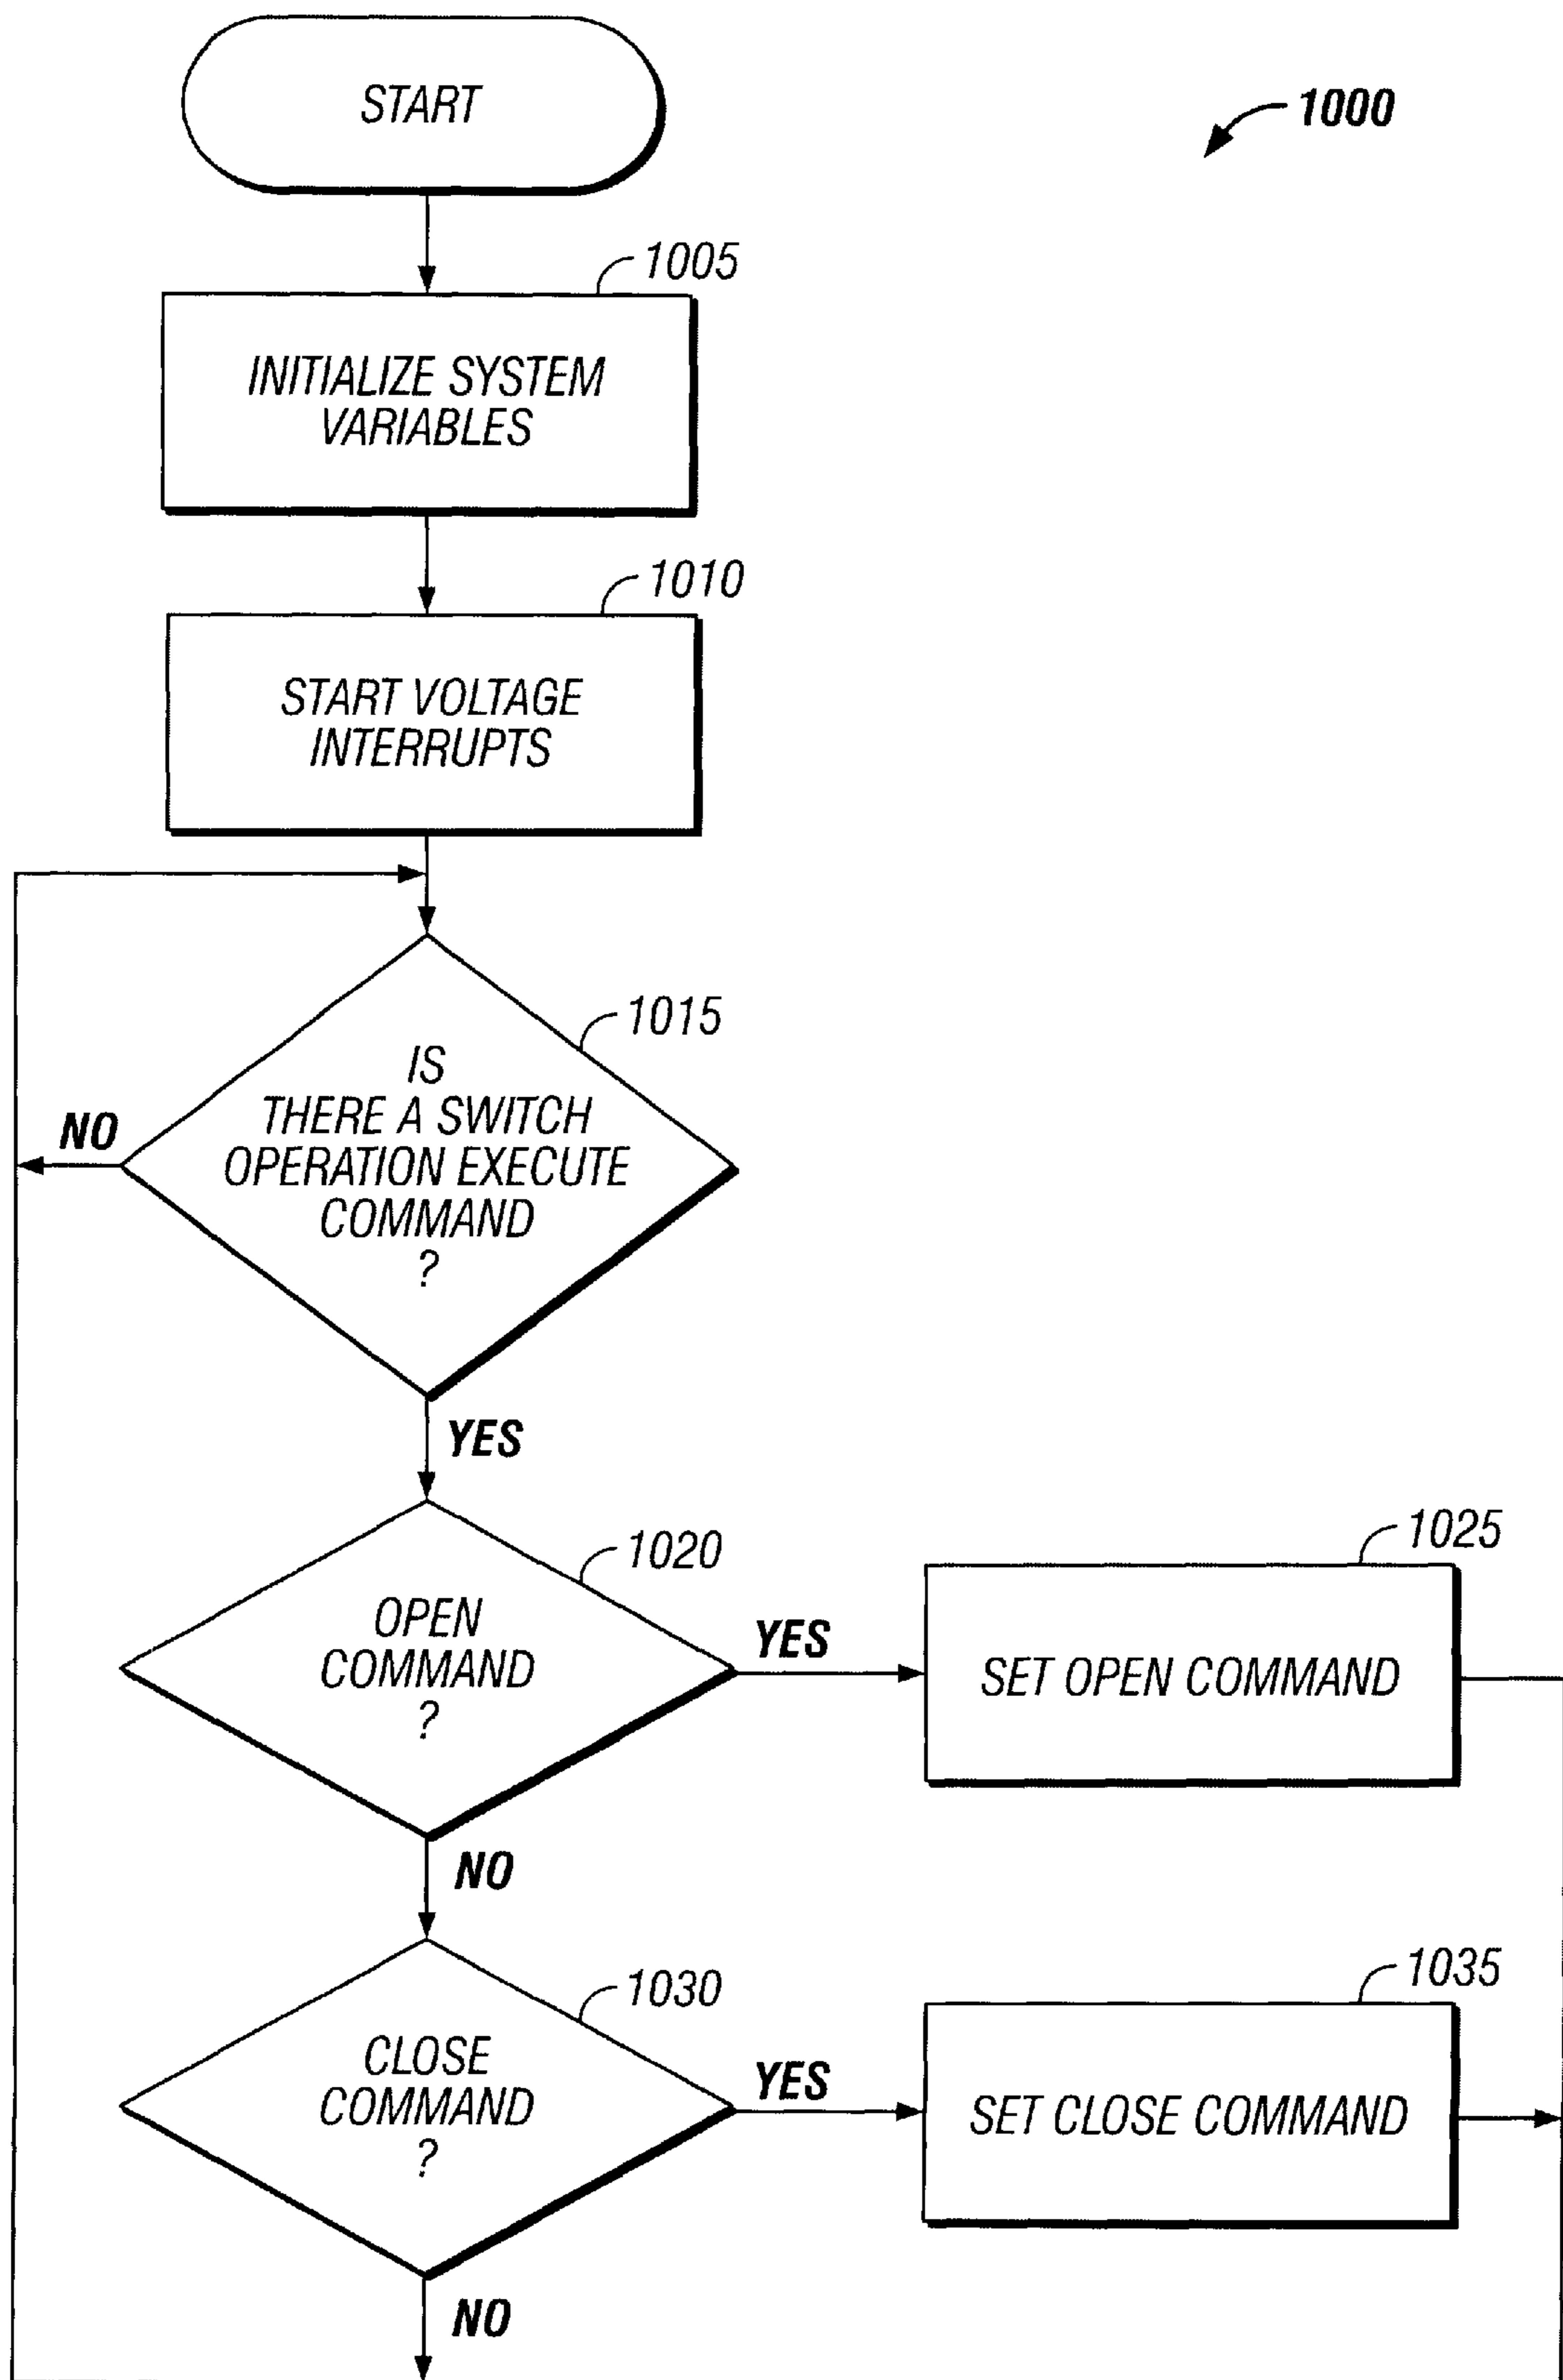 START
1000
1005
INITIALIZE SYSTEM
VARIABLES
1010
START VOLTAGE
INTERRUPTS
1015
IS
THERE A SWITCH
OPERATION EXECUTE
COMMAND
?
NO
YES
1020
OPEN
COMMAND
?
YES
1025
SET OPEN COMMAND
NO
1030
CLOSE
COMMAND
?
YES
1035
SET CLOSE COMMAND
NO